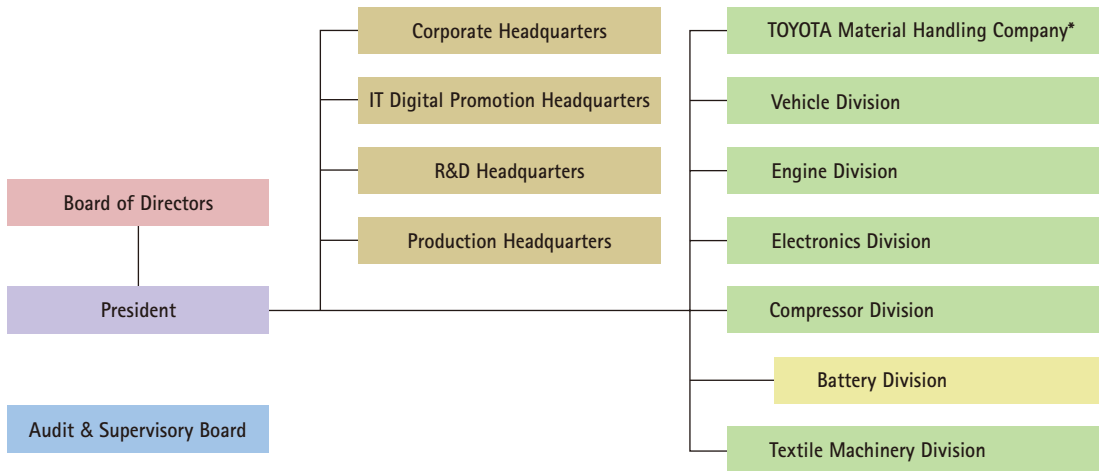 Board of Directors
President
Audit & Supervisory Board
Corporate Headquarters
IT Digital Promotion Headquarters
R&D Headquarters
Production Headquarters
TOYOTA Material Handling Company*
Vehicle Division
Engine Division
Electronics Division
Compressor Division
Battery Division
Textile Machinery Division